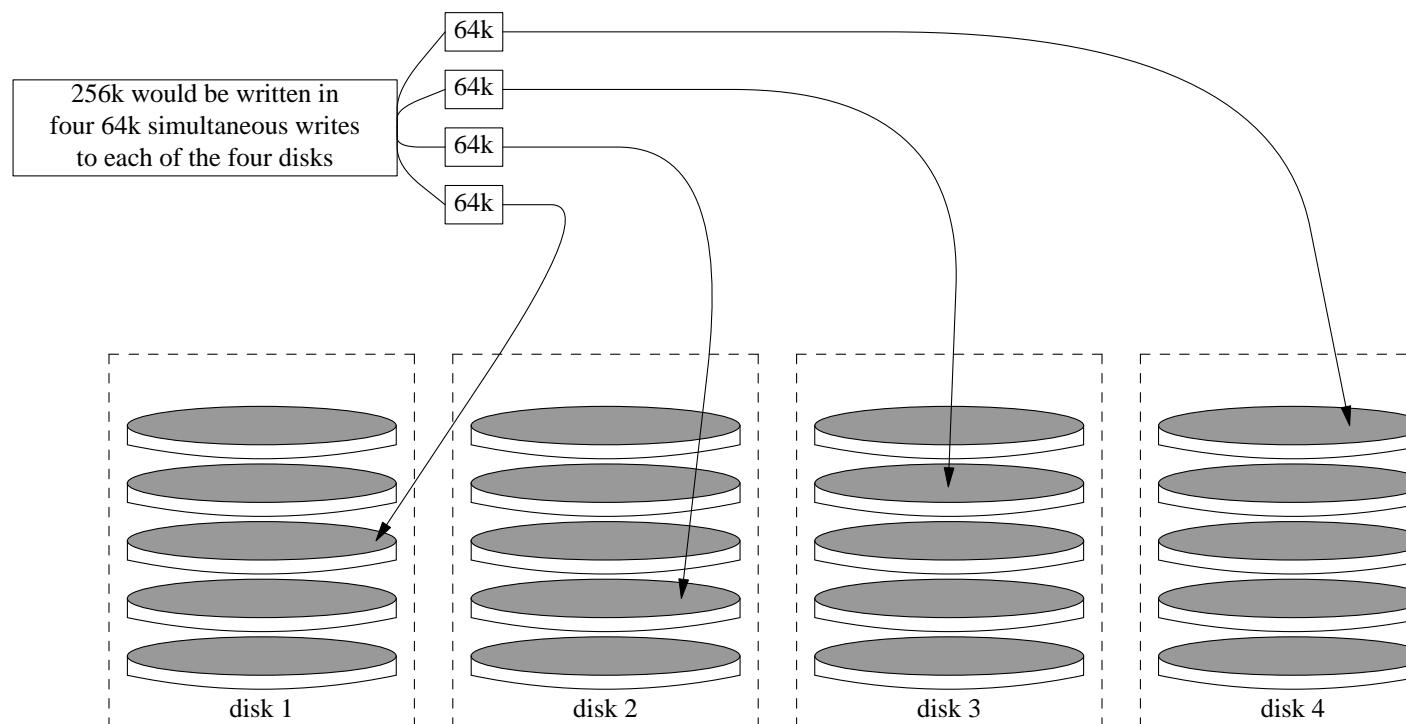 64k
64k
256k would be written in
four 64k simultaneous writes
to each of the four disks
64k
64k
disk 1
disk 2
disk 3
disk 4